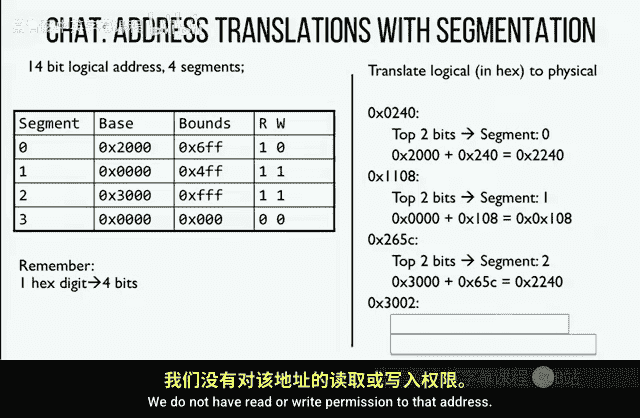 CHAT: ADDRESS TRANSLATIONS WITH SEGMENTATION
14 bit logical address, 4 segments;
Segment Base Bounds R W
0 0x2000 0x6ff 1 0
1 0x0000 0x4ff 1 1
2 0x3000 0xfff 1 1
3 0x0000 0x000 0 0
Remember:
1 hex digit→4 bits
Translate logical (in hex) to physical
0x0240:
Top 2 bits → Segment: 0
0x2000 + 0x240 = 0x2240
0x1108:
Top 2 bits → Segment: 1
0x0000 + 0x108 = 0x0x108
0x265c:
Top 2 bits → Segment: 2
0x3000 + 0x65c = 0x2240
0x3002:
我们没有对该地址的读取或写入权限。
We do not have read or write permission to that address.